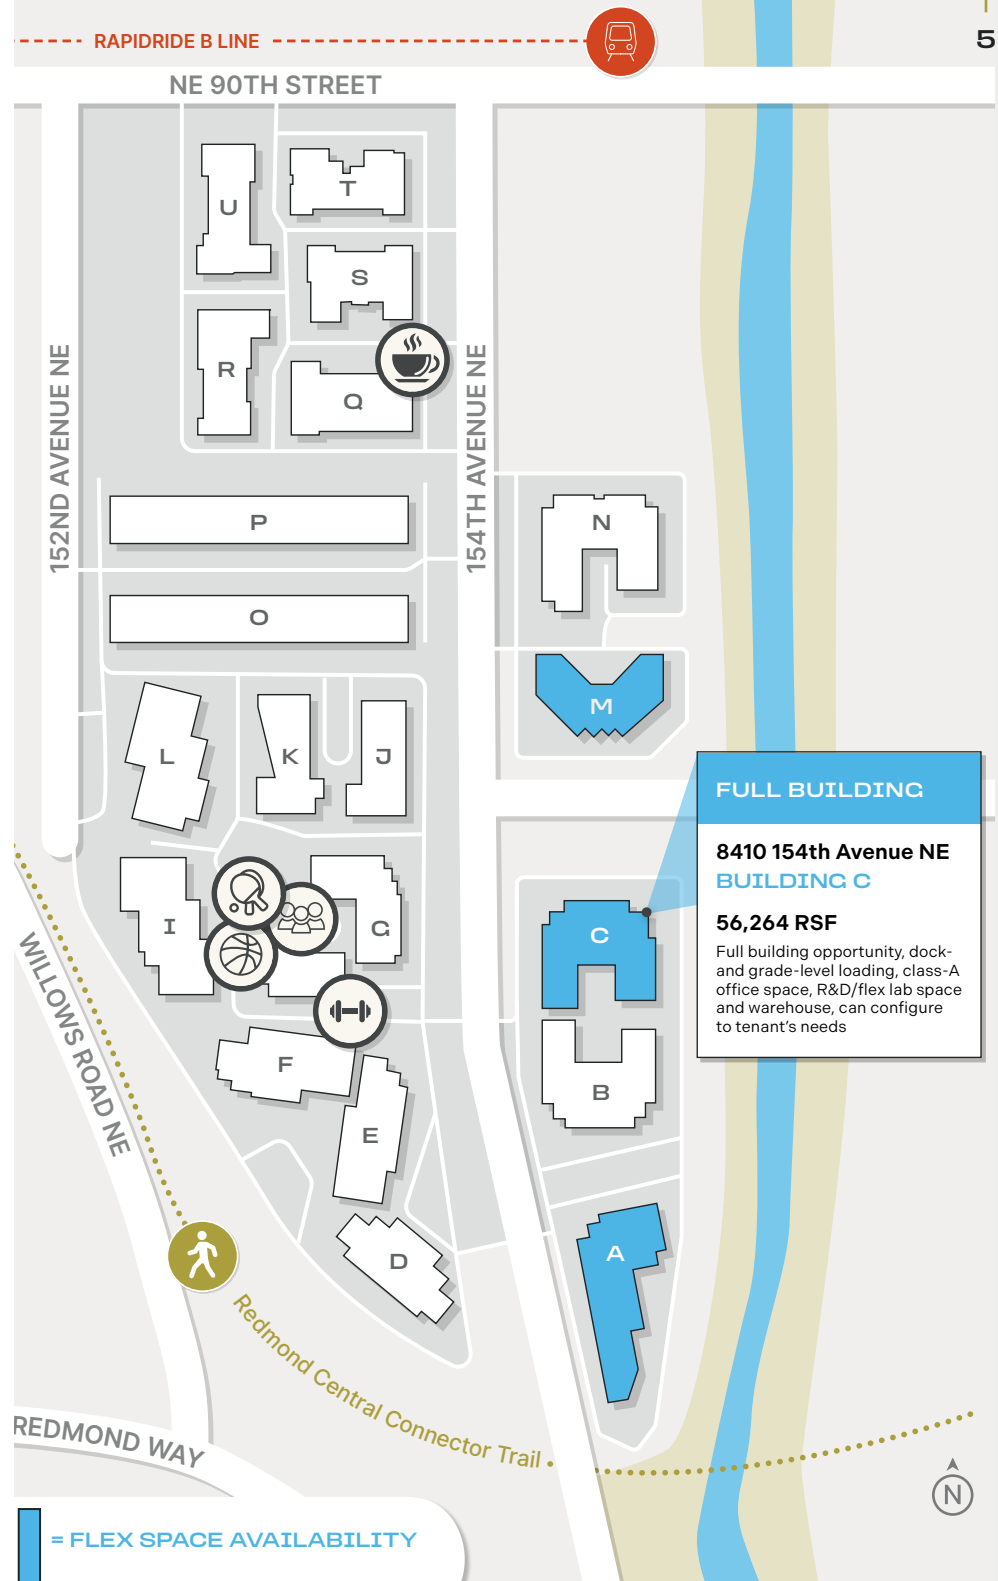 RAPIDRIDE B LINE
5
NE 90TH STREET
U
T
S
R
Q
152ND AVENUE NE
154TH AVENUE NE
P
N
O
M
L
K
J
FULL BUILDING
8410 154th Avenue NE
BUILDING C
56,264 RSF
Full building opportunity, dock-
and grade-level loading, class-A
office space, R&D/flex lab space
and warehouse, can configure
to tenant's needs
I
G
C
WILLOWS ROAD NE
F
B
E
A
D
Redmond Central Connector Trail
REDMOND WAY
N
= FLEX SPACE AVAILABILITY